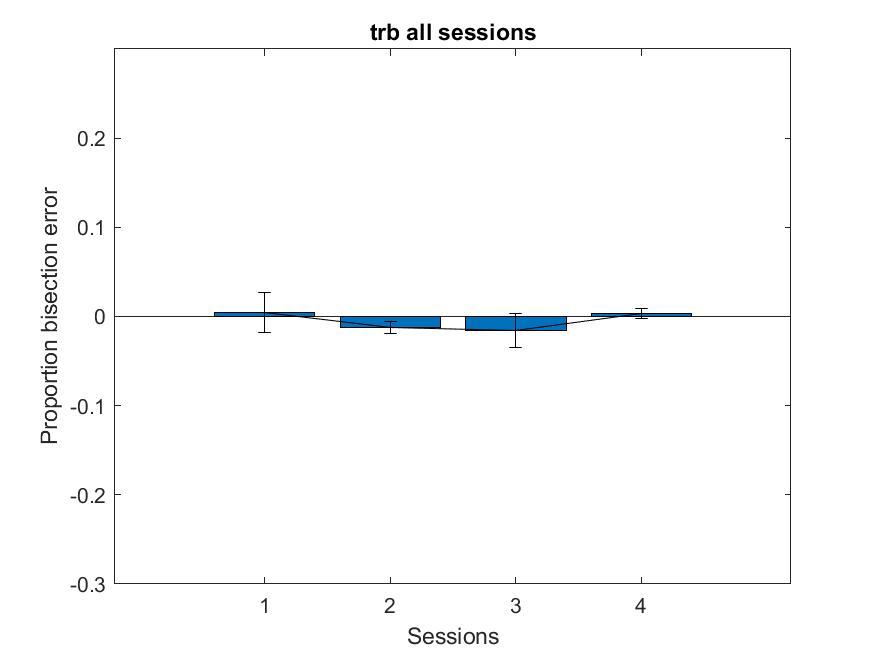 trb all sessions
0.2
0.1
0
-0.1
-0.2
-0.3
Proportion bisection error
1 2 3 4
Sessions